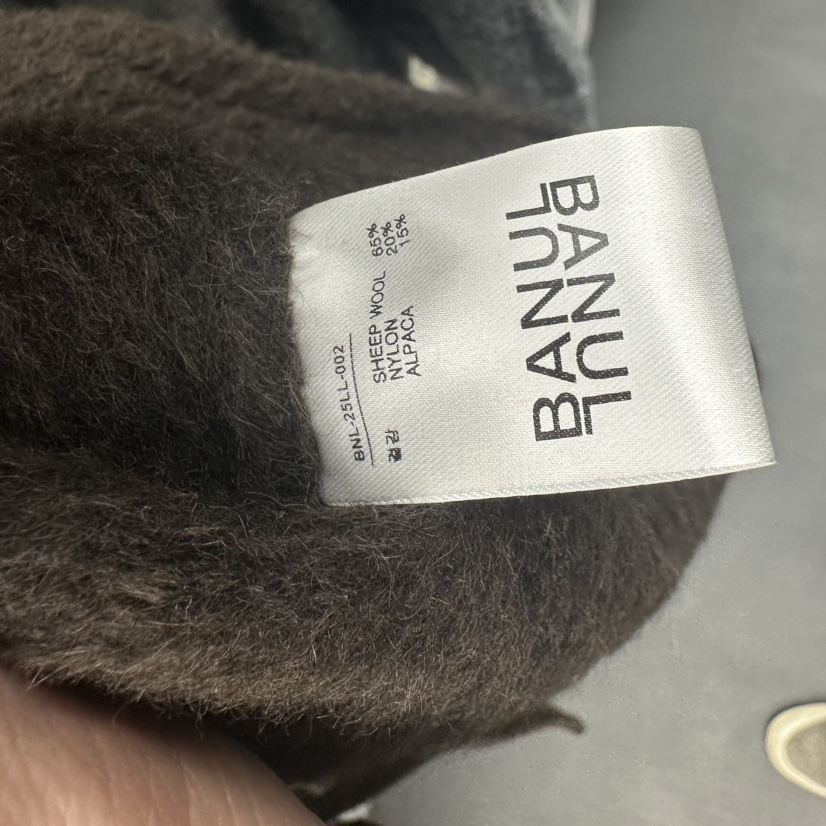 BANUL
BANUL
BNL-25LL-002
겉감 SHEEP WOOL 65%
NYLON 20%
ALPACA 15%